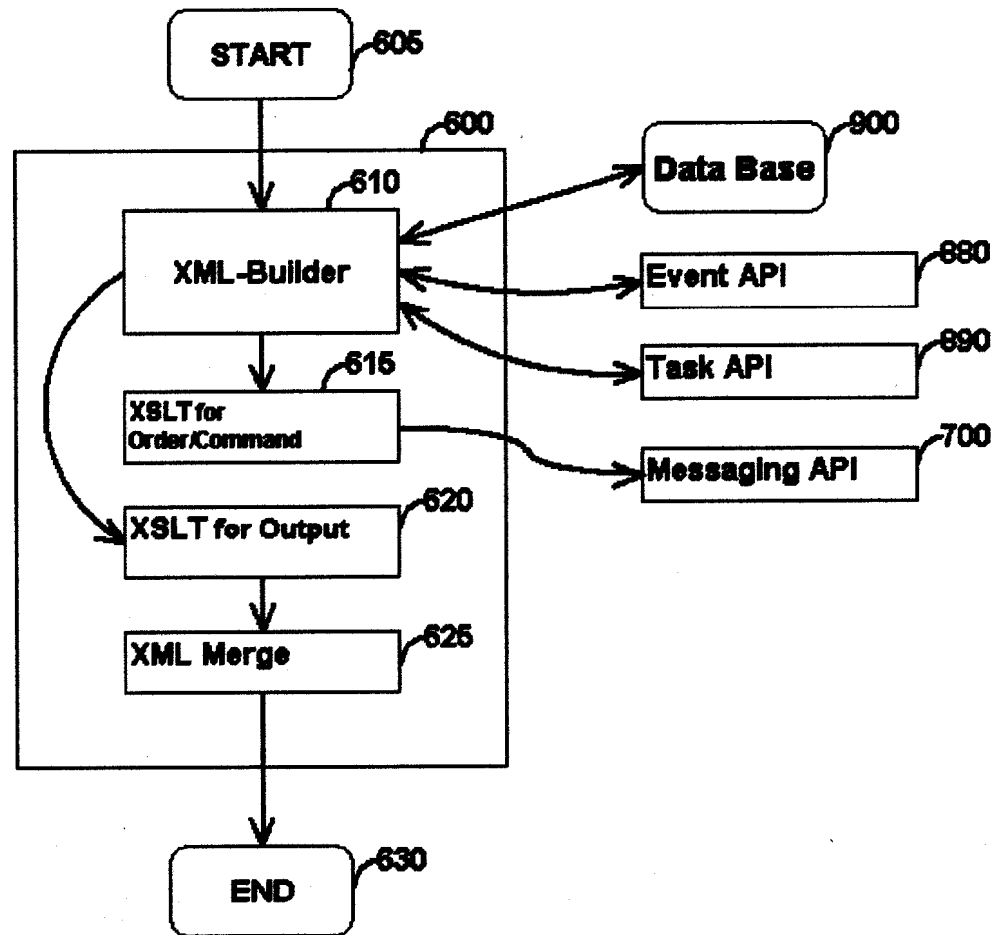 START
605
600
610
XML-Builder
900
Data Base
880
Event API
890
Task API
615
XSLT for
Order/Command
700
Messaging API
620
XSLT for Output
625
XML Merge
630
END